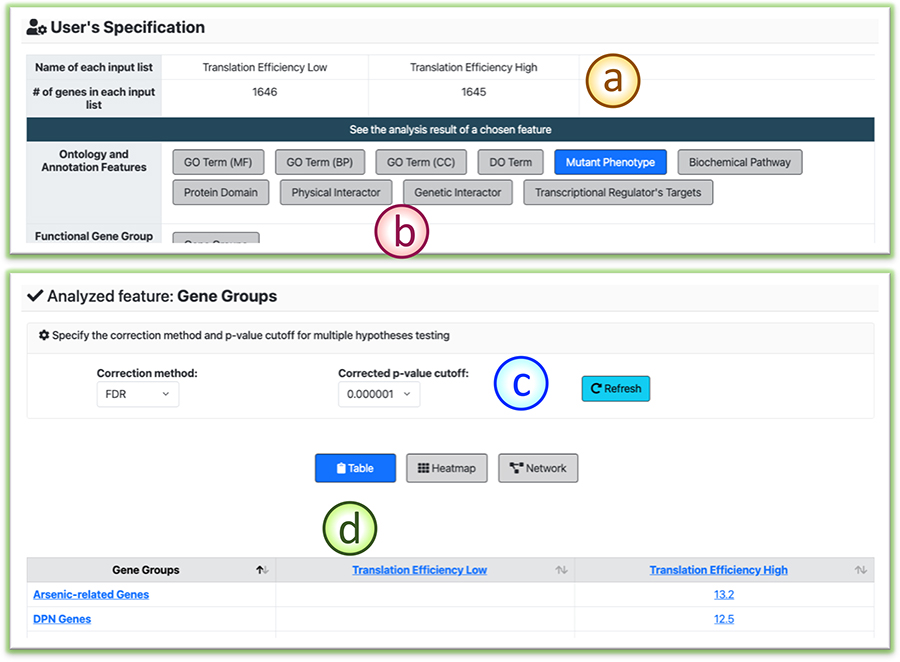 User's Specification
Name of each input list Translation Efficiency Low Translation Efficiency High
# of genes in each input list 1646 1645
a
See the analysis result of a chosen feature
Ontology and Annotation Features
GO Term (MF) GO Term (BP) GO Term (CC) DO Term Mutant Phenotype Biochemical Pathway
Protein Domain Physical Interactor Genetic Interactor Transcriptional Regulator's Targets
b
Functional Gene Group Gene Groups
Analyzed feature: Gene Groups
Specify the correction method and p-value cutoff for multiple hypotheses testing
Correction method: Corrected p-value cutoff:
FDR 0.000001 c Refresh
Table Heatmap Network
d
Gene Groups Translation Efficiency Low Translation Efficiency High
Arsenic-related Genes 13.2
DPN Genes 12.5